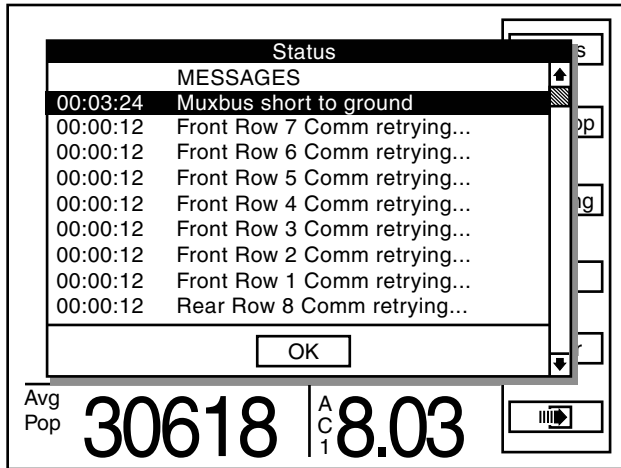 Status
MESSAGES
00:03:24 Muxbus short to ground
00:00:12 Front Row 7 Comm retrying...
00:00:12 Front Row 6 Comm retrying...
00:00:12 Front Row 5 Comm retrying...
00:00:12 Front Row 4 Comm retrying...
00:00:12 Front Row 3 Comm retrying...
00:00:12 Front Row 2 Comm retrying...
00:00:12 Front Row 1 Comm retrying...
00:00:12 Rear Row 8 Comm retrying...
OK
Avg
Pop
30618
AC1
8.03